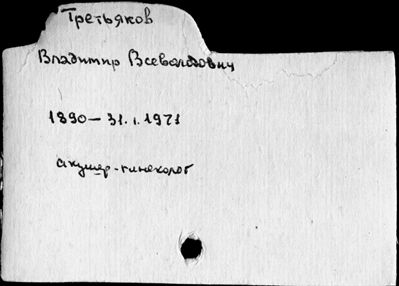 Третьяков
Владимир Всеволодович
1890 – 31.1.1971
акушер-гинеколог